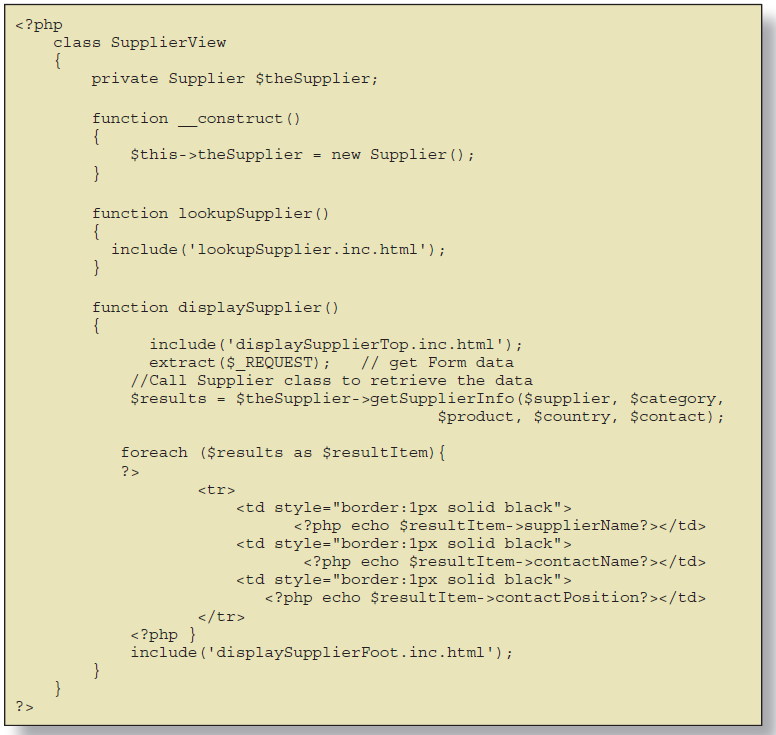 <?php
    class SupplierView
    {
        private Supplier $theSupplier;

        function __construct()
        {
            $this->theSupplier = new Supplier();
        }

        function lookupSupplier()
        {
          include('lookupSupplier.inc.html');
        }

        function displaySupplier()
        {
              include('displaySupplierTop.inc.html');
              extract($_REQUEST);   // get Form data
            //Call Supplier class to retrieve the data
            $results = $theSupplier->getSupplierInfo($supplier, $category,
                                            $product, $country, $contact);

           foreach ($results as $resultItem){
           ?>
                   <tr>
                       <td style="border:1px solid black">
                             <?php echo $resultItem->supplierName?></td>
                       <td style="border:1px solid black">
                              <?php echo $resultItem->contactName?></td>
                       <td style="border:1px solid black">
                          <?php echo $resultItem->contactPosition?></td>
                   </tr>
            <?php }
            include('displaySupplierFoot.inc.html');
        }
    }
?>